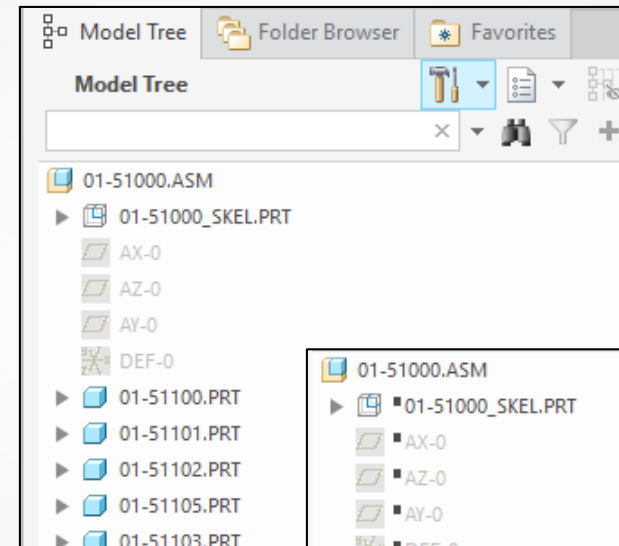 Model Tree
Folder Browser
Favorites
Model Tree
01-51000.ASM
01-51000_SKEL.PRT
AX-0
AZ-0
AY-0
DEF-0
01-51100.PRT
01-51101.PRT
01-51102.PRT
01-51105.PRT
01-51103.PRT
01-51000.ASM
01-51000_SKEL.PRT
AX-0
AZ-0
AY-0
DEF-0